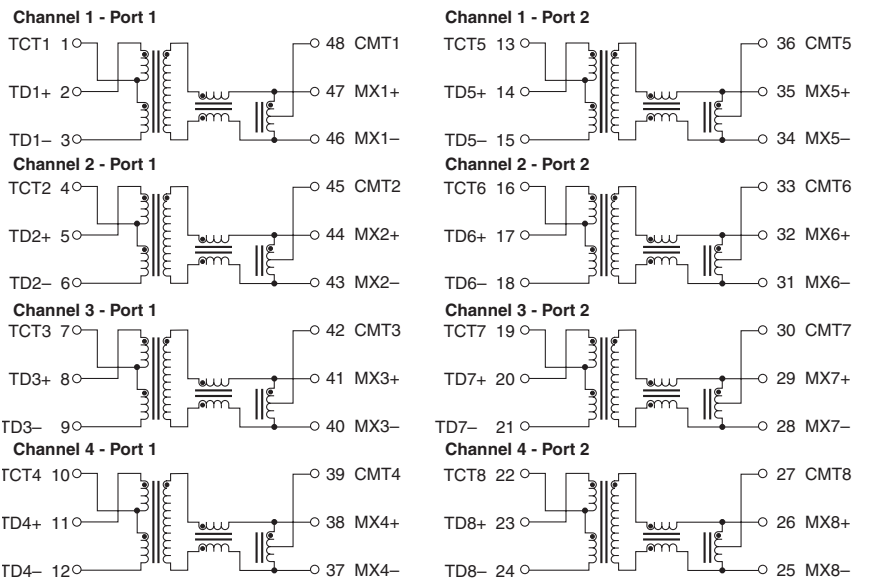 Channel 1 - Port 1
TCT1 1 48 CMT1
TD1+ 2 47 MX1+
TD1– 3 46 MX1–
Channel 2 - Port 1
TCT2 4 45 CMT2
TD2+ 5 44 MX2+
TD2– 6 43 MX2–
Channel 3 - Port 1
TCT3 7 42 CMT3
TD3+ 8 41 MX3+
TD3– 9 40 MX3–
Channel 4 - Port 1
TCT4 10 39 CMT4
TD4+ 11 38 MX4+
TD4– 12 37 MX4–
Channel 1 - Port 2
TCT5 13 36 CMT5
TD5+ 14 35 MX5+
TD5– 15 34 MX5–
Channel 2 - Port 2
TCT6 16 33 CMT6
TD6+ 17 32 MX6+
TD6– 18 31 MX6–
Channel 3 - Port 2
TCT7 19 30 CMT7
TD7+ 20 29 MX7+
TD7– 21 28 MX7–
Channel 4 - Port 2
TCT8 22 27 CMT8
TD8+ 23 26 MX8+
TD8– 24 25 MX8–